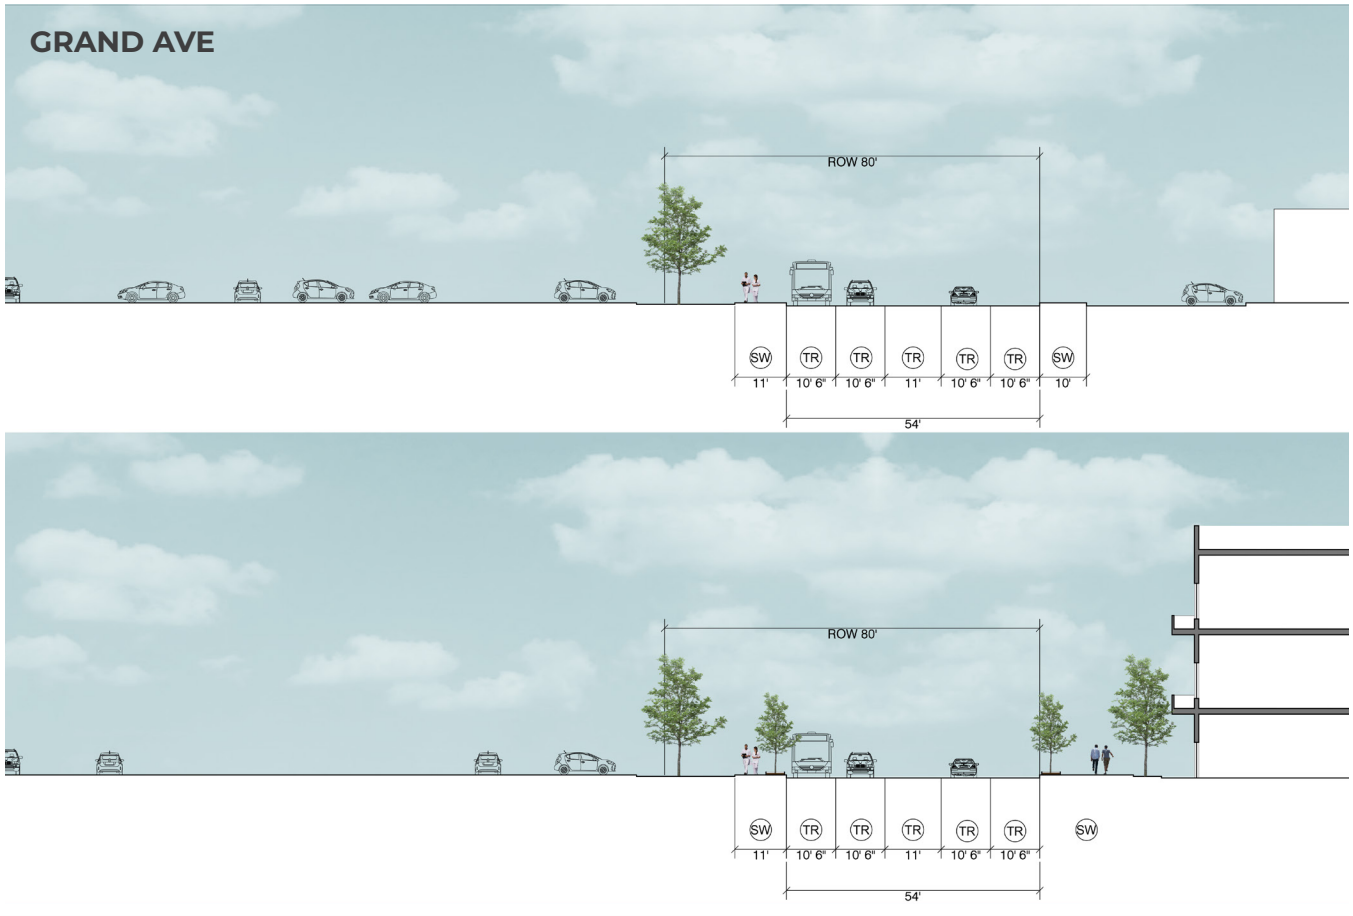 GRAND AVE
ROW 80'
SW TR TR TR TR TR SW
11' 10' 6" 10' 6" 11' 10' 6" 10' 6" 10'
54'
ROW 80'
SW TR TR TR TR TR SW
11' 10' 6" 10' 6" 11' 10' 6" 10' 6"
54'